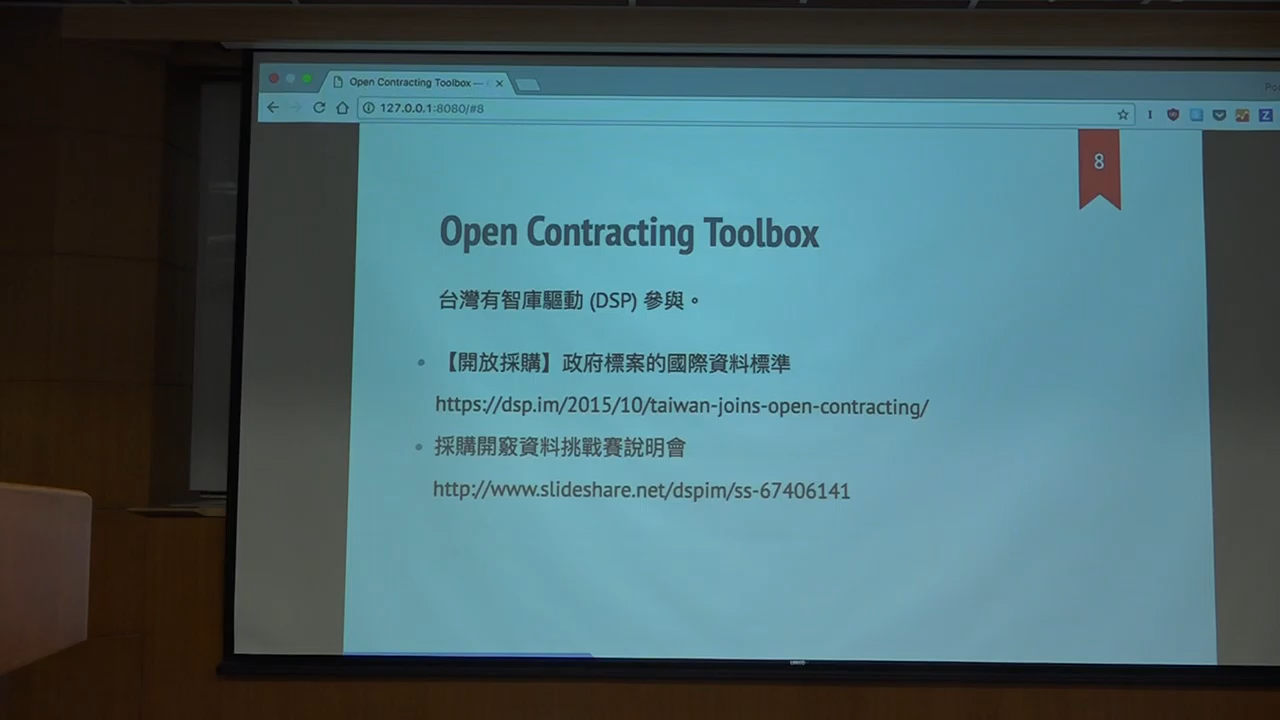 Open Contracting Toolbox —
127.0.0.1:8080/#8
8
Open Contracting Toolbox
台灣有智庫驅動 (DSP) 參與。
• 【開放採購】政府標案的國際資料標準
https://dsp.im/2015/10/taiwan-joins-open-contracting/
• 採購開竅資料挑戰賽說明會
http://www.slideshare.net/dspim/ss-67406141